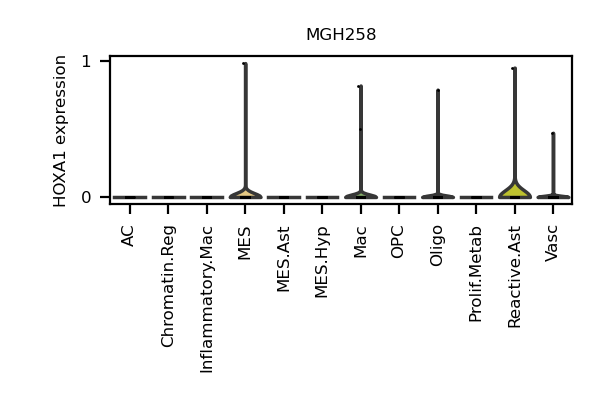 MGH258
HOXA1 expression
1
0
AC
Chromatin.Reg
Inflammatory.Mac
MES
MES.Ast
MES.Hyp
Mac
OPC
Oligo
Prolif.Metab
Reactive.Ast
Vasc